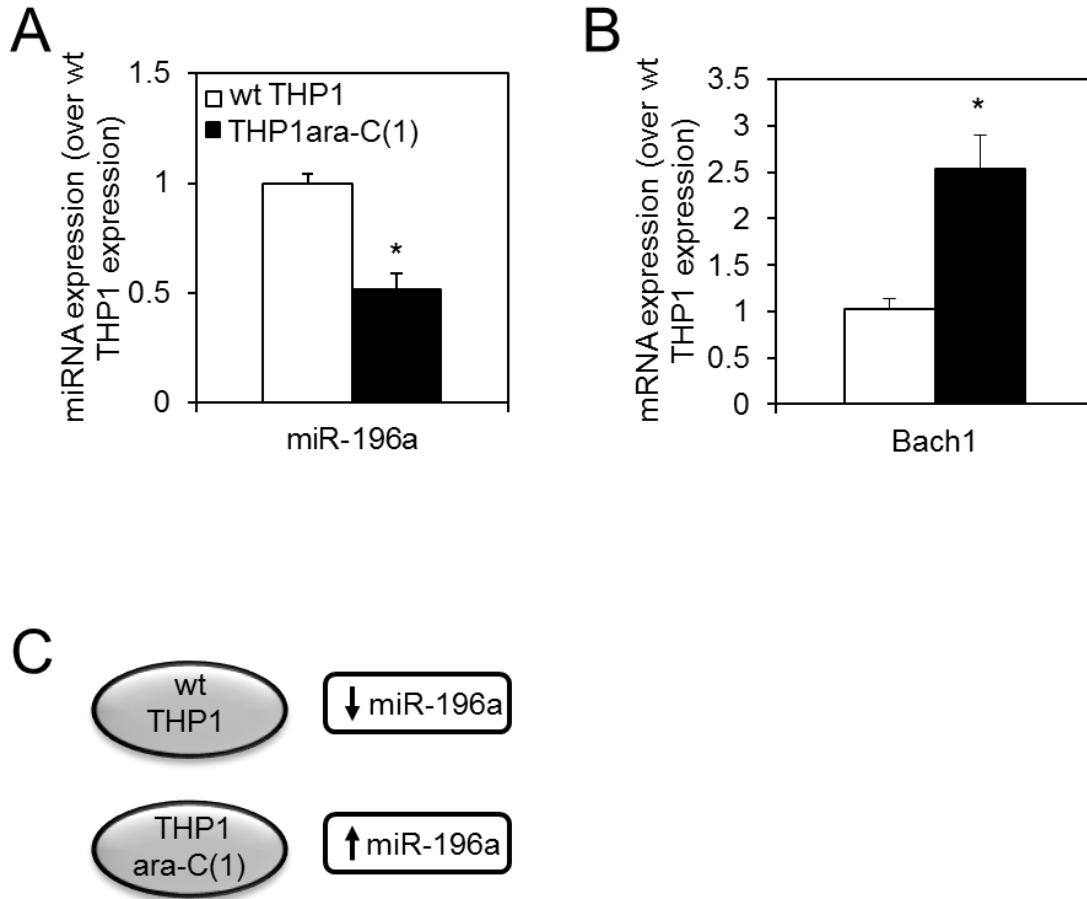 A
miRNA expression (over wt
THP1 expression)
1.5
1
0.5
0
wt THP1
THP1ara-C(1)
*
miR-196a
B
mRNA expression (over wt
THP1 expression)
3.5
3
2.5
2
1.5
1
0.5
0
*
Bach1
C
wt
THP1
↓ miR-196a
THP1
ara-C(1)
↑ miR-196a